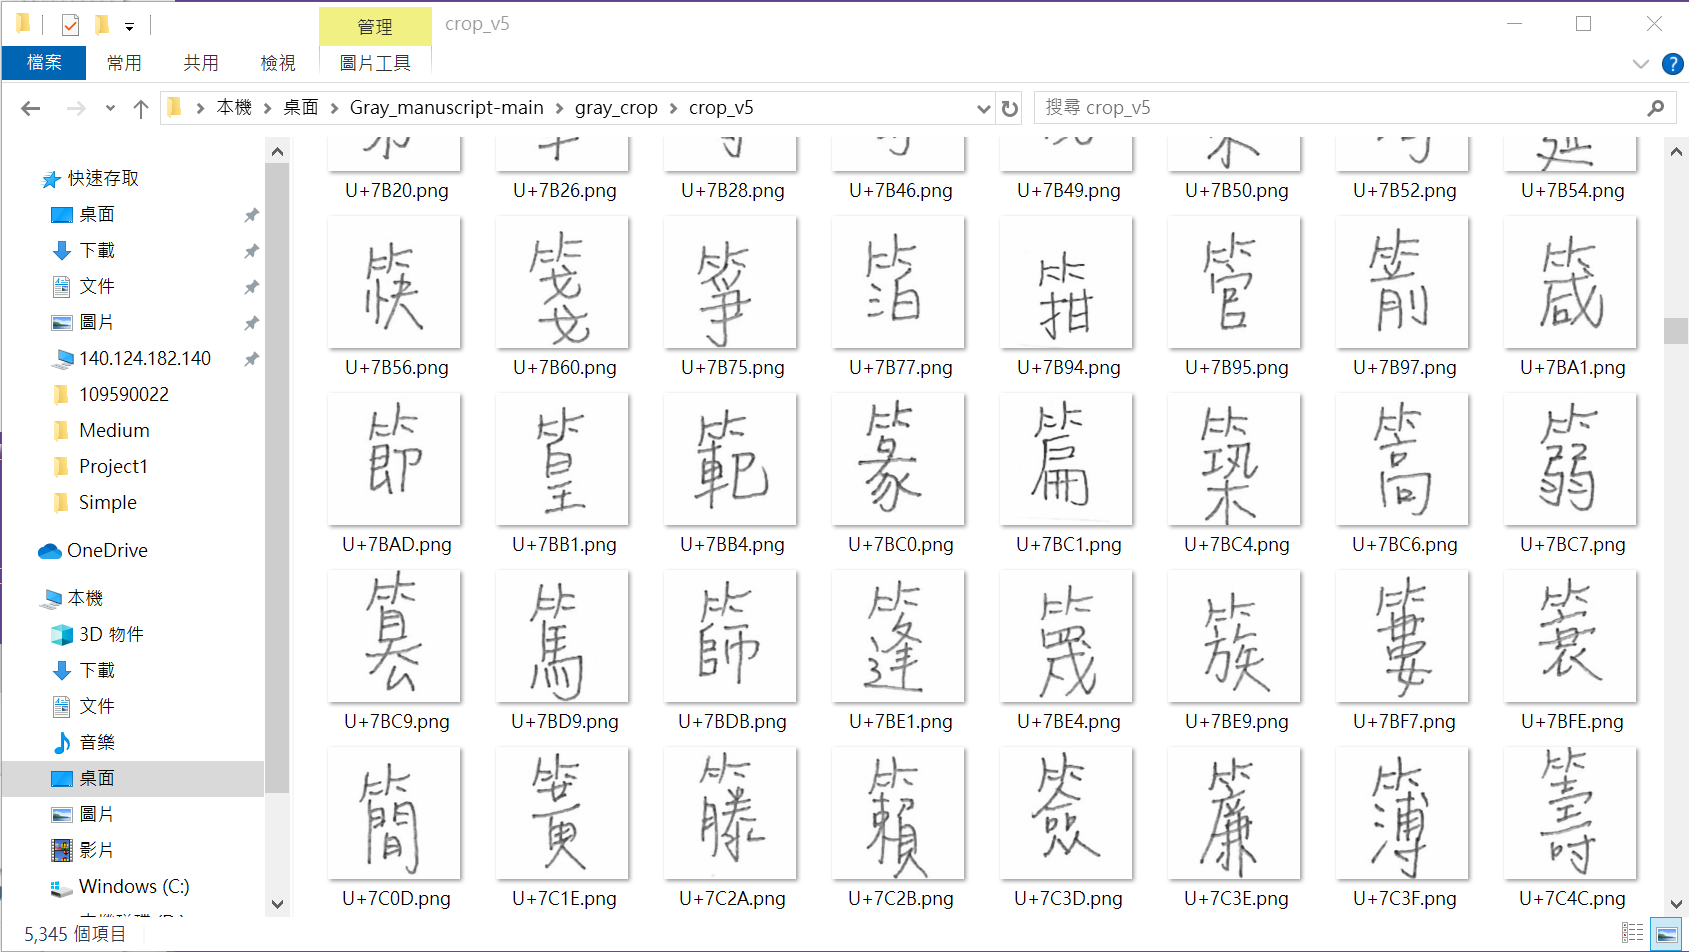 管理
crop_v5
檔案
常用
共用
檢視
圖片工具
本機 > 桌面 > Gray_manuscript-main > gray_crop > crop_v5
搜尋 crop_v5
快速存取
桌面
下載
文件
圖片
140.124.182.140
109590022
Medium
Project1
Simple
OneDrive
本機
3D 物件
下載
文件
音樂
桌面
圖片
影片
Windows (C:)
U+7B20.png U+7B26.png U+7B28.png U+7B46.png U+7B49.png U+7B50.png U+7B52.png U+7B54.png
筷 箋 箏 箔 箝 管 箭 箴
U+7B56.png U+7B60.png U+7B75.png U+7B77.png U+7B94.png U+7B95.png U+7B97.png U+7BA1.png
節 篁 範 篆 篇 築 篙 篛
U+7BAD.png U+7BB1.png U+7BB4.png U+7BC0.png U+7BC1.png U+7BC4.png U+7BC6.png U+7BC7.png
篡 篤 篩 篷 篾 簇 簍 簑
U+7BC9.png U+7BD9.png U+7BDB.png U+7BE1.png U+7BE4.png U+7BE9.png U+7BF7.png U+7BFE.png
簡 簧 籐 籟 簽 簾 簿 籌
U+7C0D.png U+7C1E.png U+7C2A.png U+7C2B.png U+7C3D.png U+7C3E.png U+7C3F.png U+7C4C.png
5,345 個項目